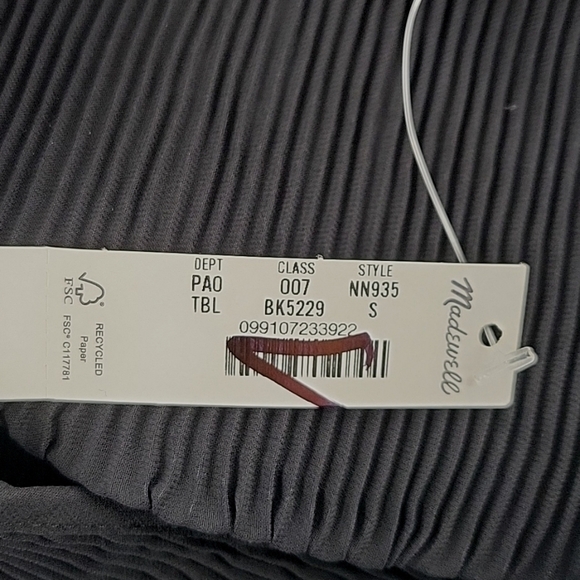 DEPT CLASS STYLE
PAO 007 NN935
TBL BK5229 S
099107233922
Madewell
FSC
FSC® C117781
RECYCLED
Paper